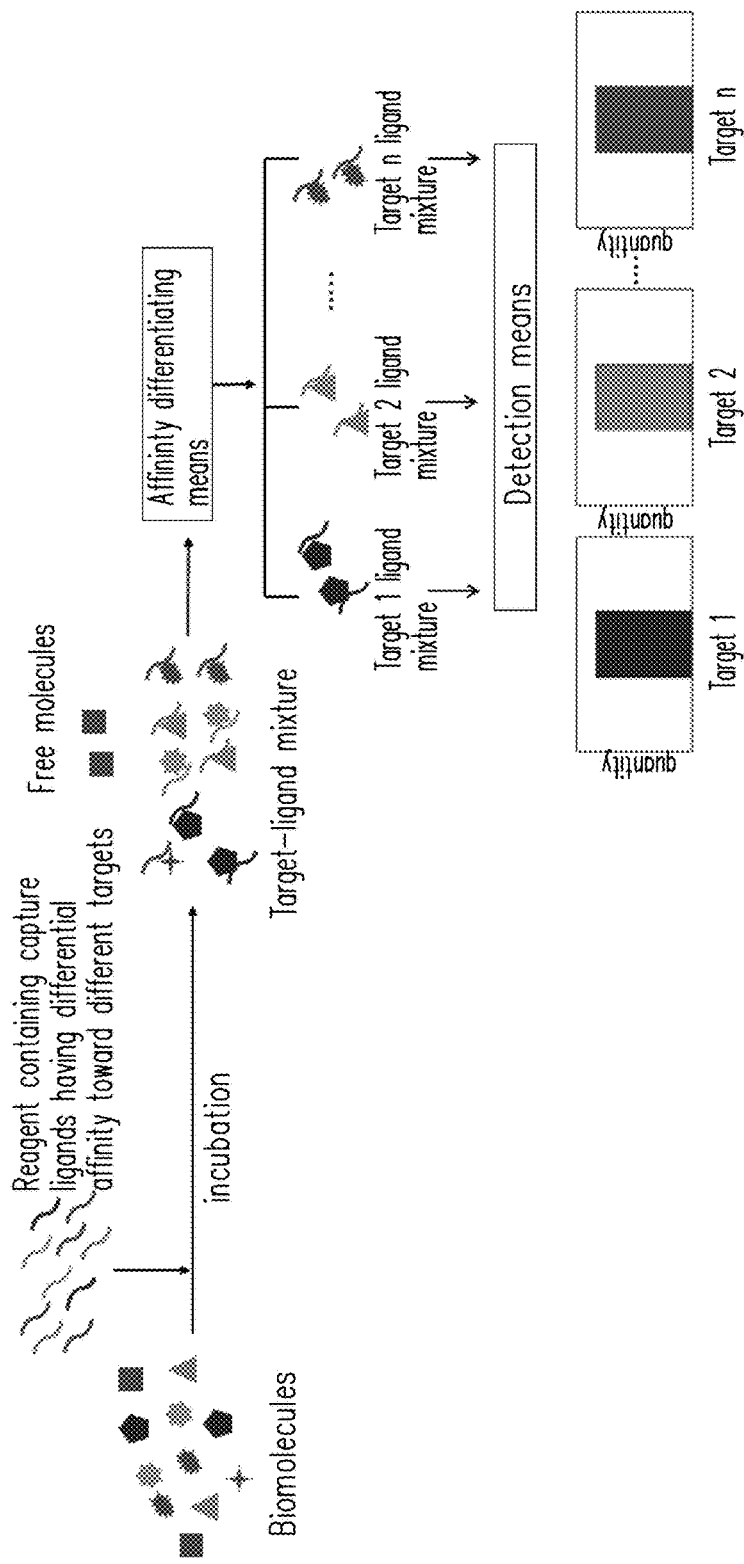 Biomolecules
Reagent containing capture
ligands having differential
affinity toward different targets
incubation
Free molecules
Target-ligand mixture
Affininty differentiating
means
Target 1 ligand
mixture
Target 2 ligand
mixture
.....
Target n ligand
mixture
Detection means
quantity
Target 1
quantity
Target 2
.....
quantity
Target n